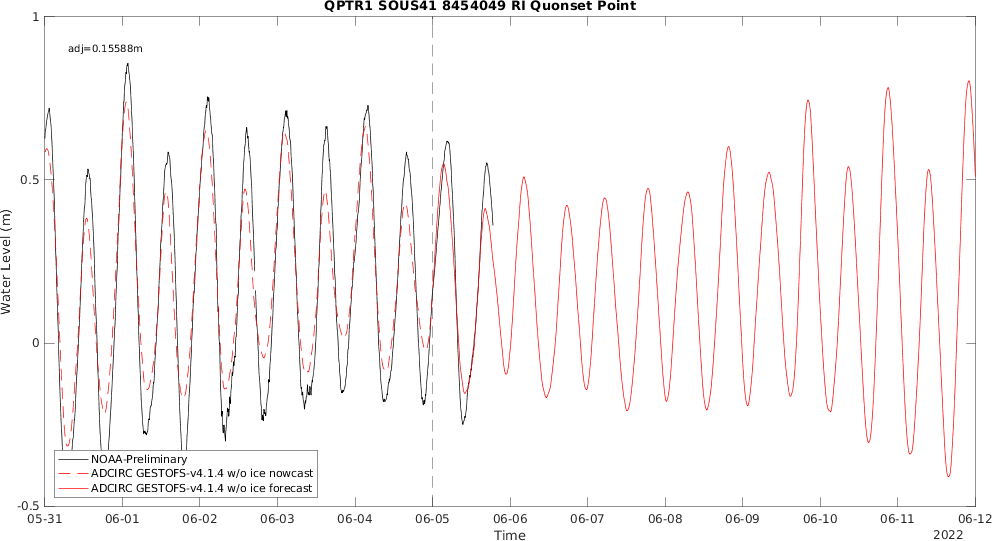 QPTR1 SOUS41 8454049 RI Quonset Point
1
adj=0.15588m
0.5
Water Level (m)
0
NOAA-Preliminary
ADCIRC GESTOFS-v4.1.4 w/o ice nowcast
ADCIRC GESTOFS-v4.1.4 w/o ice forecast
-0.5
05-31 06-01 06-02 06-03 06-04 06-05 06-06 06-07 06-08 06-09 06-10 06-11 06-12
Time
2022